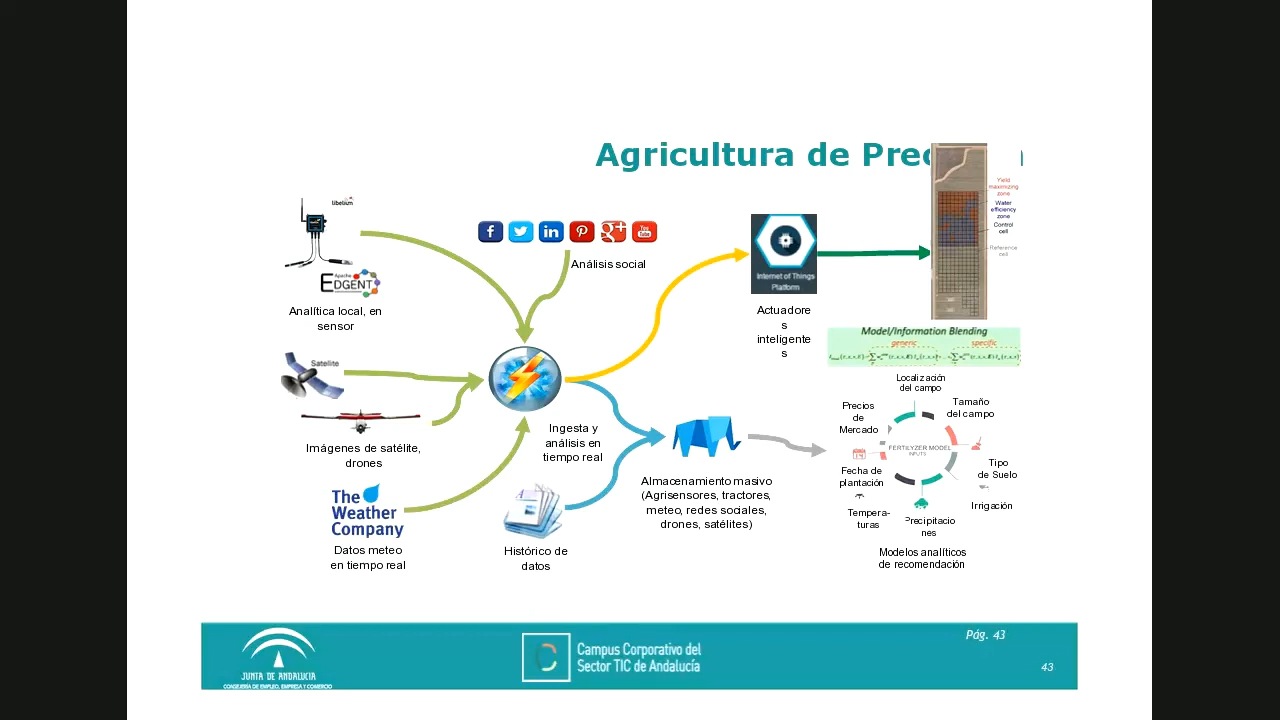 Agricultura de Prec
libelium
Yield
maximizing
zone
Water
efficiency
zone
Control
cell
Reference
cell
Análisis social
Internet of Things
Platform
Apache
EDGENT
Analítica local, en
sensor
Actuadore
s
inteligente
s
Model/Information Blending
generic specific
Satélite
Imágenes de satélite,
drones
Ingesta y
análisis en
tiempo real
Localización
del campo
Precios
de
Mercado
Tamaño
del campo
FERTILYZER MODEL
INPUTS
Tipo
de Suelo
Fecha de
plantación
Irrigación
Tempera-
turas
Precipitacio
nes
Modelos analíticos
de recomendación
Almacenamiento masivo
(Agrisensores, tractores,
meteo, redes sociales,
drones, satélites)
The
Weather
Company
Datos meteo
en tiempo real
Histórico de
datos
JUNTA DE ANDALUCIA
CONSEJERÍA DE EMPLEO, EMPRESA Y COMERCIO
Campus Corporativo del
Sector TIC de Andalucía
Pág. 43
43